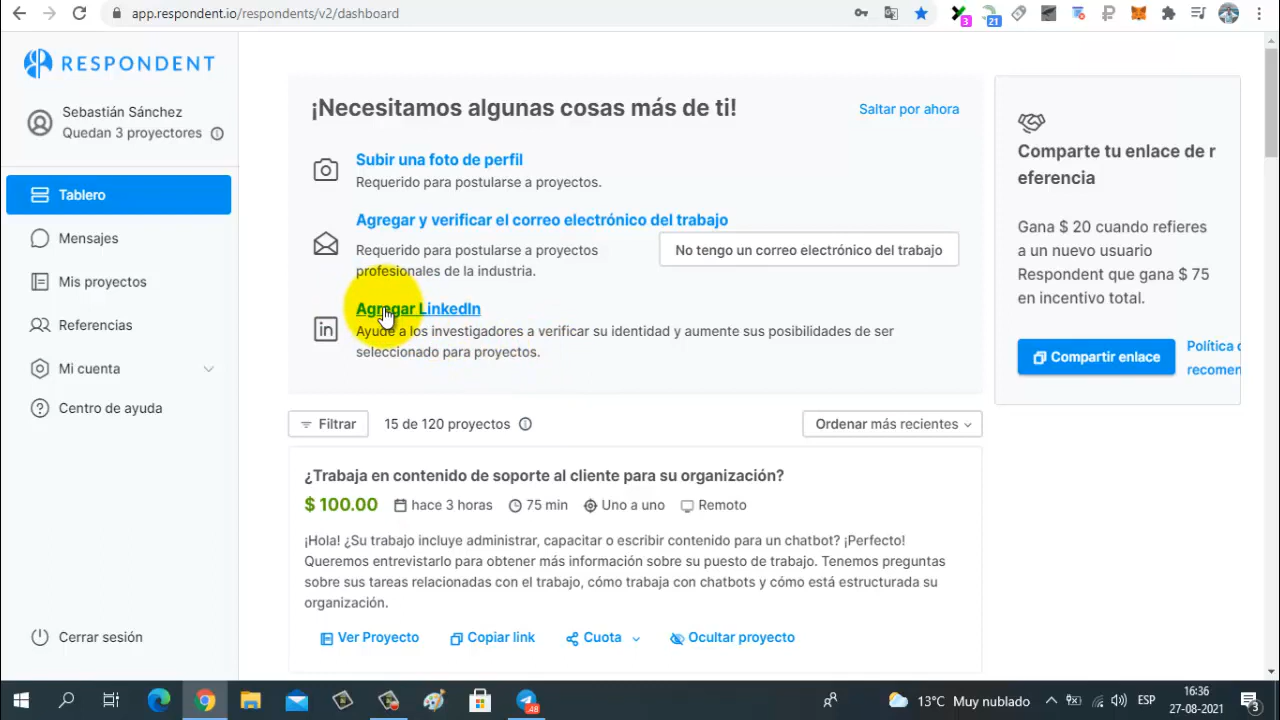 app.respondent.io/respondents/v2/dashboard
3
21
RESPONDENT
Sebastián Sánchez
Quedan 3 proyectores
Tablero
Mensajes
Mis proyectos
Referencias
Mi cuenta
Centro de ayuda
Cerrar sesión
¡Necesitamos algunas cosas más de ti!
Saltar por ahora
Subir una foto de perfil
Requerido para postularse a proyectos.
Agregar y verificar el correo electrónico del trabajo
Requerido para postularse a proyectos
profesionales de la industria.
No tengo un correo electrónico del trabajo
Agregar LinkedIn
Ayude a los investigadores a verificar su identidad y aumente sus posibilidades de ser
seleccionado para proyectos.
Comparte tu enlace de r
eferencia
Gana $ 20 cuando refieres
a un nuevo usuario
Respondent que gana $ 75
en incentivo total.
Compartir enlace
Política
recomen
Filtrar
15 de 120 proyectos
Ordenar más recientes
¿Trabaja en contenido de soporte al cliente para su organización?
$ 100.00 hace 3 horas 75 min Uno a uno Remoto
¡Hola! ¿Su trabajo incluye administrar, capacitar o escribir contenido para un chatbot? ¡Perfecto!
Queremos entrevistarlo para obtener más información sobre su puesto de trabajo. Tenemos preguntas
sobre sus tareas relacionadas con el trabajo, cómo trabaja con chatbots y cómo está estructurada su
organización.
Ver Proyecto Copiar link Cuota Ocultar proyecto
13°C Muy nublado
ESP
16:36
27-08-2021
3